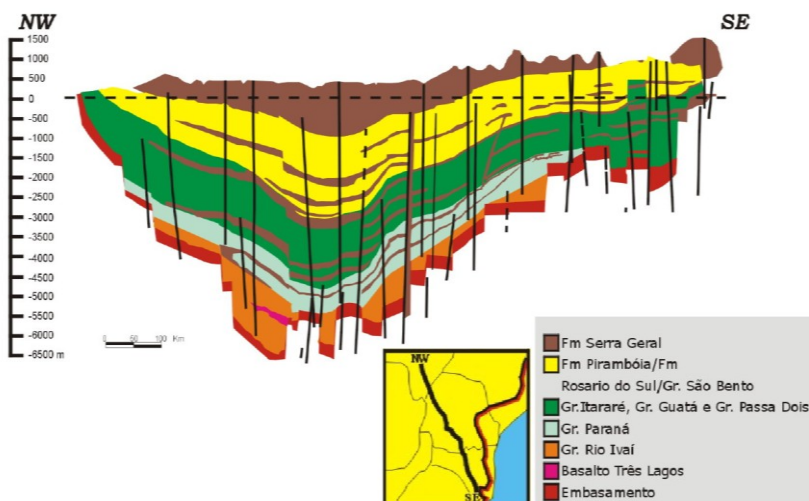 NW
SE
1500
1000
500
0
-500
-1000
-1500
-2000
-2500
-3000
-3500
-4000
-4500
-5000
-5500
-6000
-6500 m
0 50 100 Km
NW
SE
Fm Serra Geral
Fm Pirambóia/Fm
Rosario do Sul/Gr. São Bento
Gr.Itararé, Gr. Guatá e Gr. Passa Dois
Gr. Paraná
Gr. Rio Ivaí
Basalto Três Lagos
Embasamento